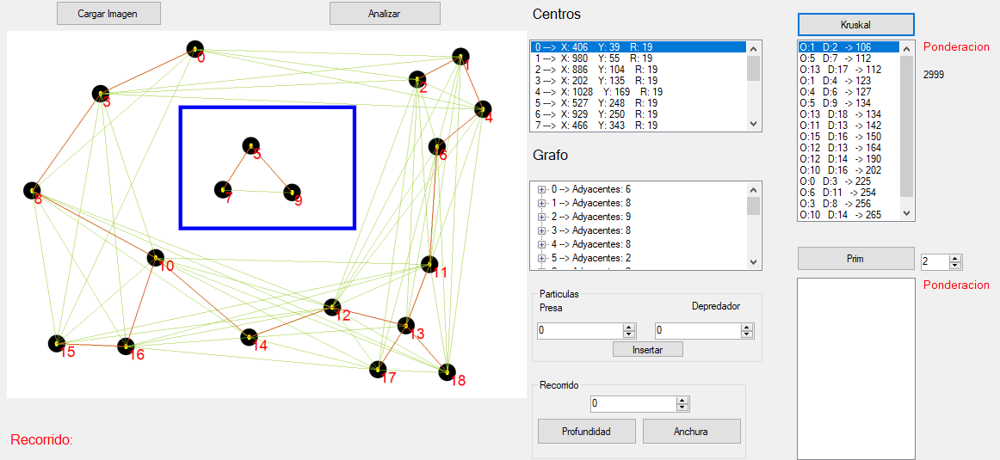 Cargar Imagen
Analizar
0
1
2
3
4
5
6
7
8
9
10
11
12
13
14
15
16
17
18
Recorrido:
Centros
0 ---> X: 406 Y: 39 R: 19
1 ---> X: 980 Y: 55 R: 19
2 ---> X: 886 Y: 104 R: 19
3 ---> X: 202 Y: 135 R: 19
4 ---> X: 1028 Y: 169 R: 19
5 ---> X: 527 Y: 248 R: 19
6 ---> X: 929 Y: 250 R: 19
7 ---> X: 466 Y: 343 R: 19
Grafo
0 --> Adyacentes: 6
1 --> Adyacentes: 8
2 --> Adyacentes: 9
3 --> Adyacentes: 8
4 --> Adyacentes: 8
5 --> Adyacentes: 2
Particulas
Presa
Depredador
0
0
Insertar
Recorrido
0
Profundidad
Anchura
Kruskal
O:1 D:2 -> 106
O:5 D:7 -> 112
O:13 D:17 -> 112
O:1 D:4 -> 123
O:4 D:6 -> 127
O:5 D:9 -> 134
O:13 D:18 -> 134
O:11 D:13 -> 142
O:15 D:16 -> 150
O:12 D:13 -> 164
O:12 D:14 -> 190
O:10 D:16 -> 202
O:0 D:3 -> 225
O:6 D:11 -> 254
O:3 D:8 -> 256
O:10 D:14 -> 265
Ponderacion
2999
Prim
2
Ponderacion